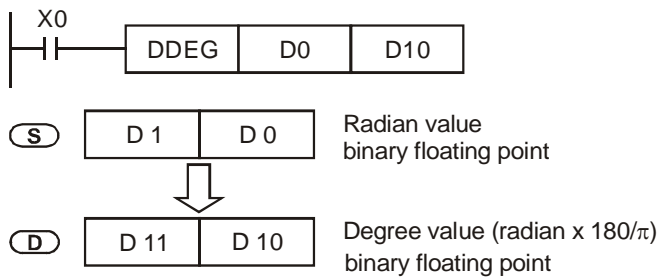 X0
DDEG D0 D10
S D 1 D 0 Radian value
binary floating point
D D 11 D 10 Degree value (radian x 180/π)
binary floating point